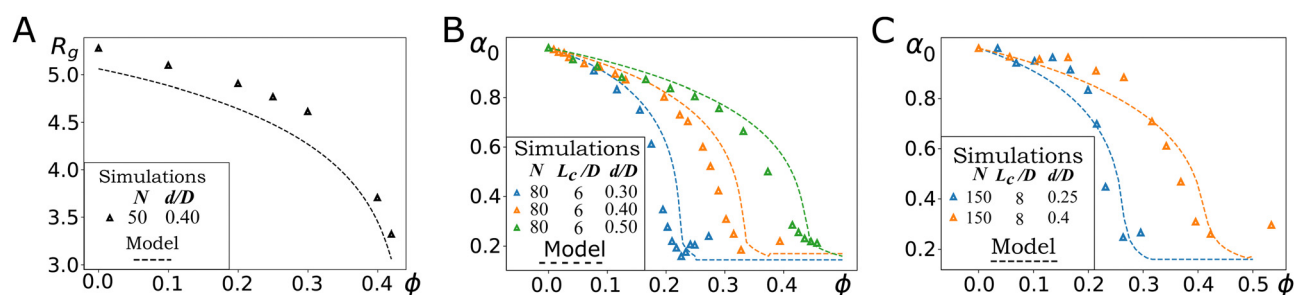 A
R_g
5.0
4.5
4.0
3.5
3.0
Simulations
N d/D
50 0.40
Model
0.0 0.1 0.2 0.3 0.4 ϕ
B
α_0
0.8
0.6
0.4
0.2
Simulations
N L_c/D d/D
80 6 0.30
80 6 0.40
80 6 0.50
Model
0.0 0.1 0.2 0.3 0.4 ϕ
C
α_0
0.8
0.6
0.4
0.2
Simulations
N L_c/D d/D
150 8 0.25
150 8 0.4
Model
0.0 0.1 0.2 0.3 0.4 0.5 ϕ